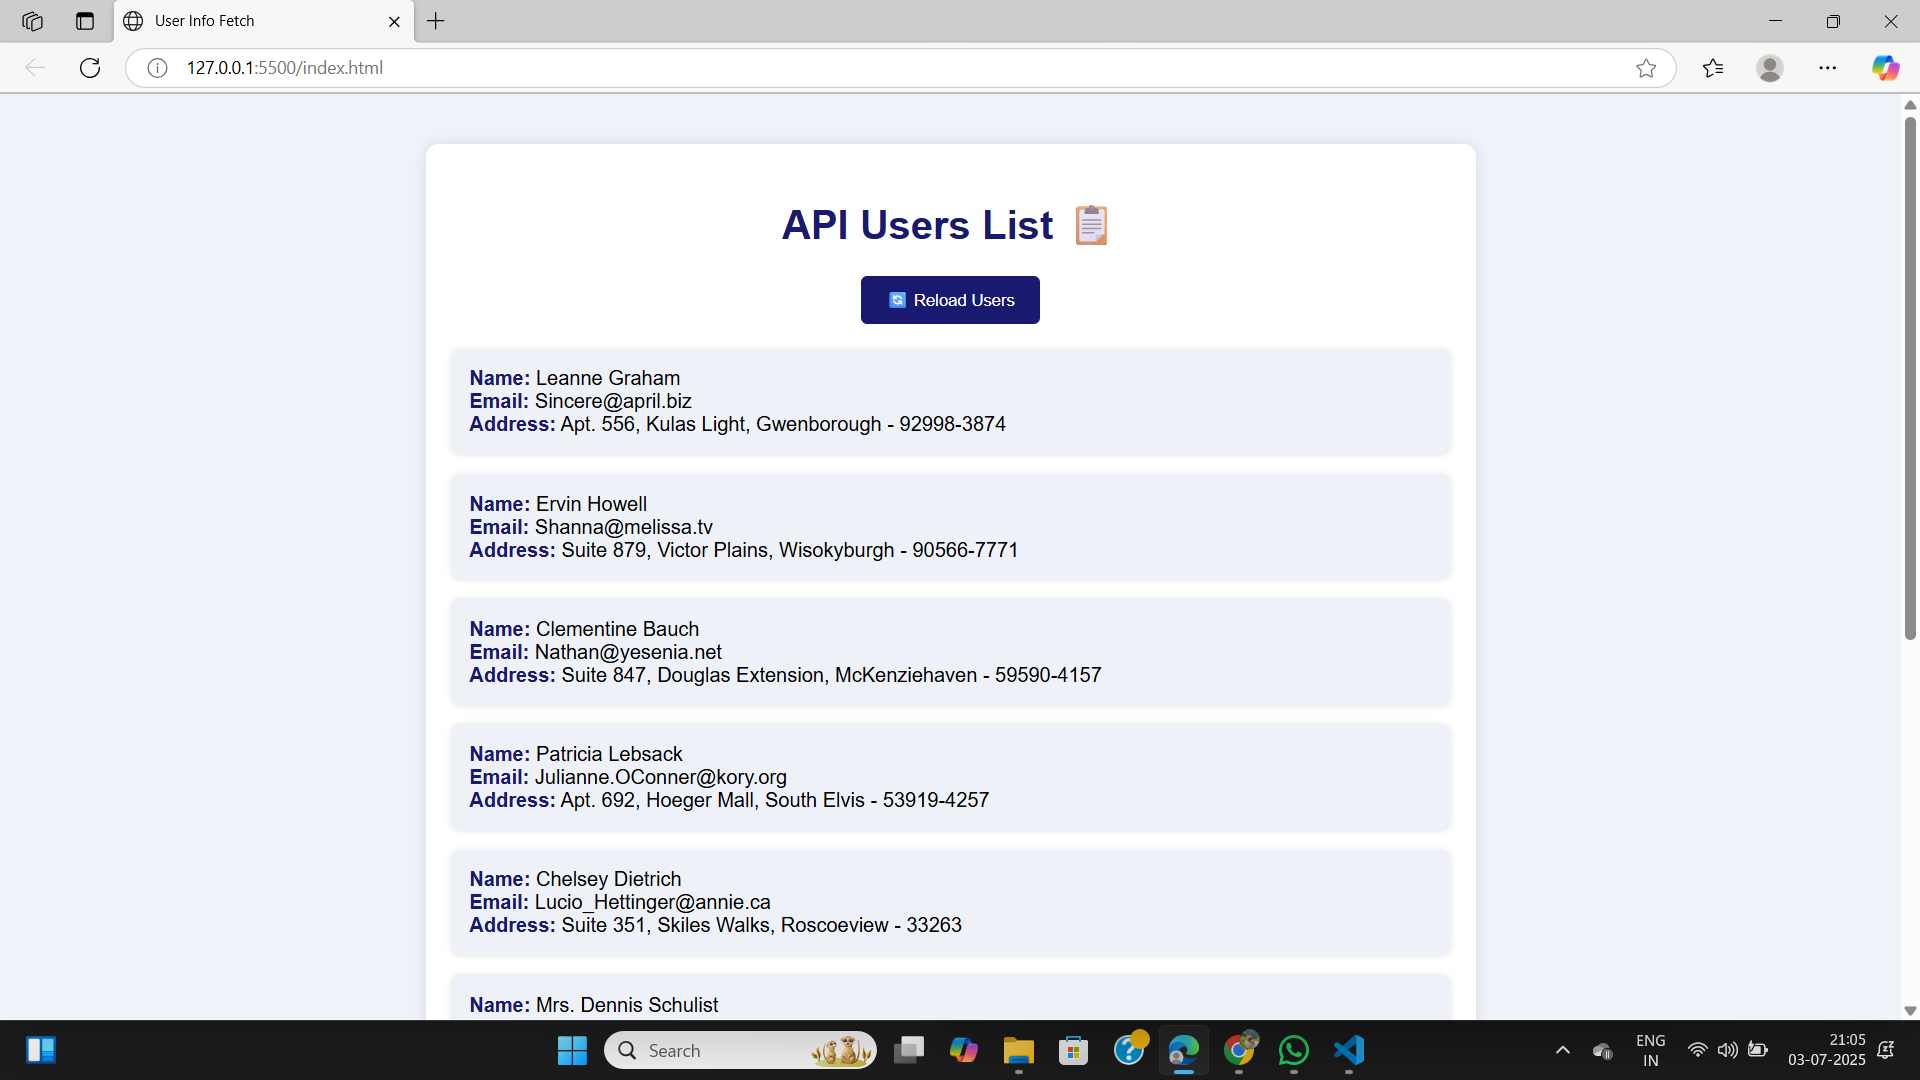 User Info Fetch
127.0.0.1:5500/index.html
API Users List
Reload Users
Name: Leanne Graham
Email: Sincere@april.biz
Address: Apt. 556, Kulas Light, Gwenborough - 92998-3874
Name: Ervin Howell
Email: Shanna@melissa.tv
Address: Suite 879, Victor Plains, Wisokyburgh - 90566-7771
Name: Clementine Bauch
Email: Nathan@yesenia.net
Address: Suite 847, Douglas Extension, McKenziehaven - 59590-4157
Name: Patricia Lebsack
Email: Julianne.OConner@kory.org
Address: Apt. 692, Hoeger Mall, South Elvis - 53919-4257
Name: Chelsey Dietrich
Email: Lucio_Hettinger@annie.ca
Address: Suite 351, Skiles Walks, Roscoeview - 33263
Name: Mrs. Dennis Schulist
Search
ENG
IN
21:05
03-07-2025